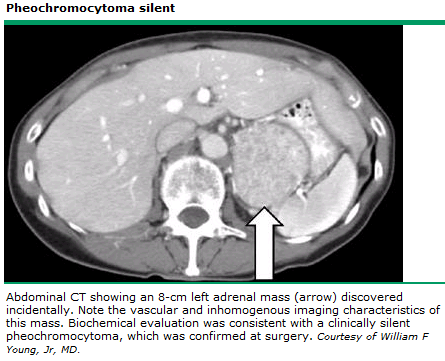 Pheochromocytoma silent
Abdominal CT showing an 8-cm left adrenal mass (arrow) discovered
incidentally. Note the vascular and inhomogenous imaging characteristics of
this mass. Biochemical evaluation was consistent with a clinically silent
pheochromocytoma, which was confirmed at surgery. Courtesy of William F
Young, Jr, MD.